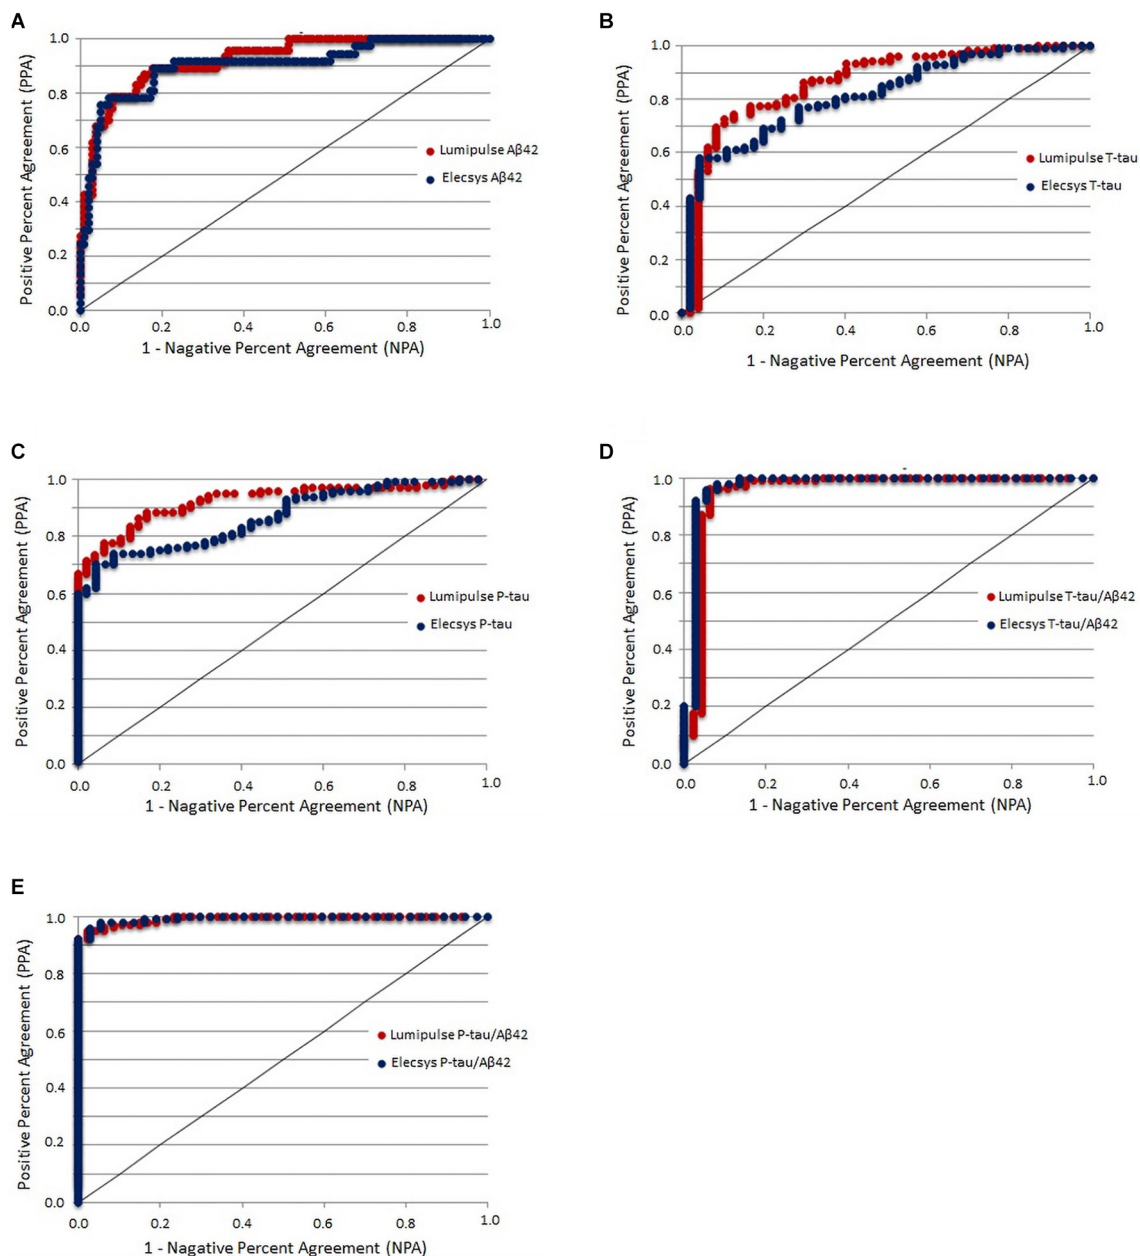 A
Positive Percent Agreement (PPA)
1.0
0.8
0.6
0.4
0.2
0.0
Lumipulse Aβ42
Elecsys Aβ42
0.0 0.2 0.4 0.6 0.8 1.0
1 - Nagative Percent Agreement (NPA)
B
Positive Percent Agreement (PPA)
1.0
0.8
0.6
0.4
0.2
0.0
Lumipulse T-tau
Elecsys T-tau
0.0 0.2 0.4 0.6 0.8 1.0
1 - Nagative Percent Agreement (NPA)
C
Positive Percent Agreement (PPA)
1.0
0.8
0.6
0.4
0.2
0.0
Lumipulse P-tau
Elecsys P-tau
0.0 0.2 0.4 0.6 0.8 1.0
1 - Nagative Percent Agreement (NPA)
D
Positive Percent Agreement (PPA)
1.0
0.8
0.6
0.4
0.2
0.0
Lumipulse T-tau/Aβ42
Elecsys T-tau/Aβ42
0.0 0.2 0.4 0.6 0.8 1.0
1 - Nagative Percent Agreement (NPA)
E
Positive Percent Agreement (PPA)
1.0
0.8
0.6
0.4
0.2
0.0
Lumipulse P-tau/Aβ42
Elecsys P-tau/Aβ42
0.0 0.2 0.4 0.6 0.8 1.0
1 - Nagative Percent Agreement (NPA)